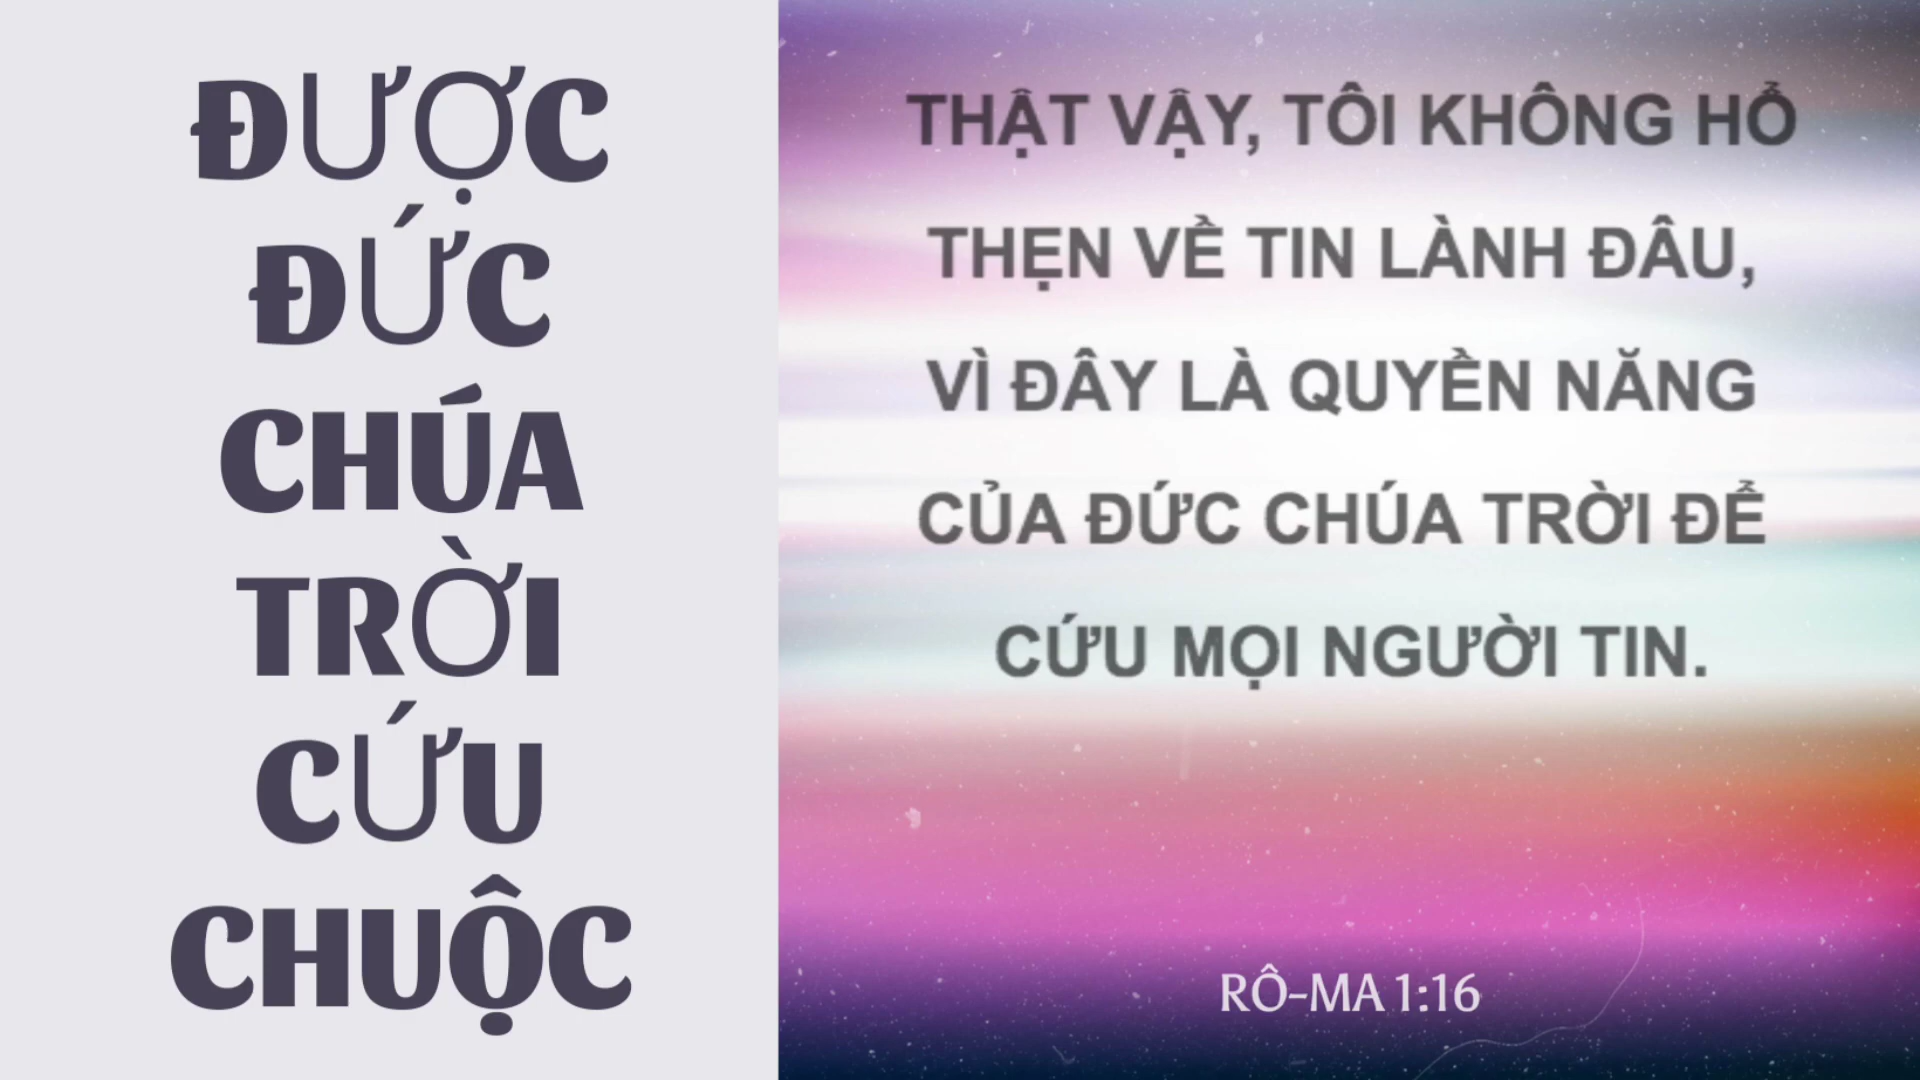 ĐƯỢC
ĐỨC
CHÚA
TRỜI
CỨU
CHUỘC
THẬT VẬY, TÔI KHÔNG HỔ
THẸN VỀ TIN LÀNH ĐÂU,
VÌ ĐÂY LÀ QUYỀN NĂNG
CỦA ĐỨC CHÚA TRỜI ĐỂ
CỨU MỌI NGƯỜI TIN.
RÔ-MA 1:16